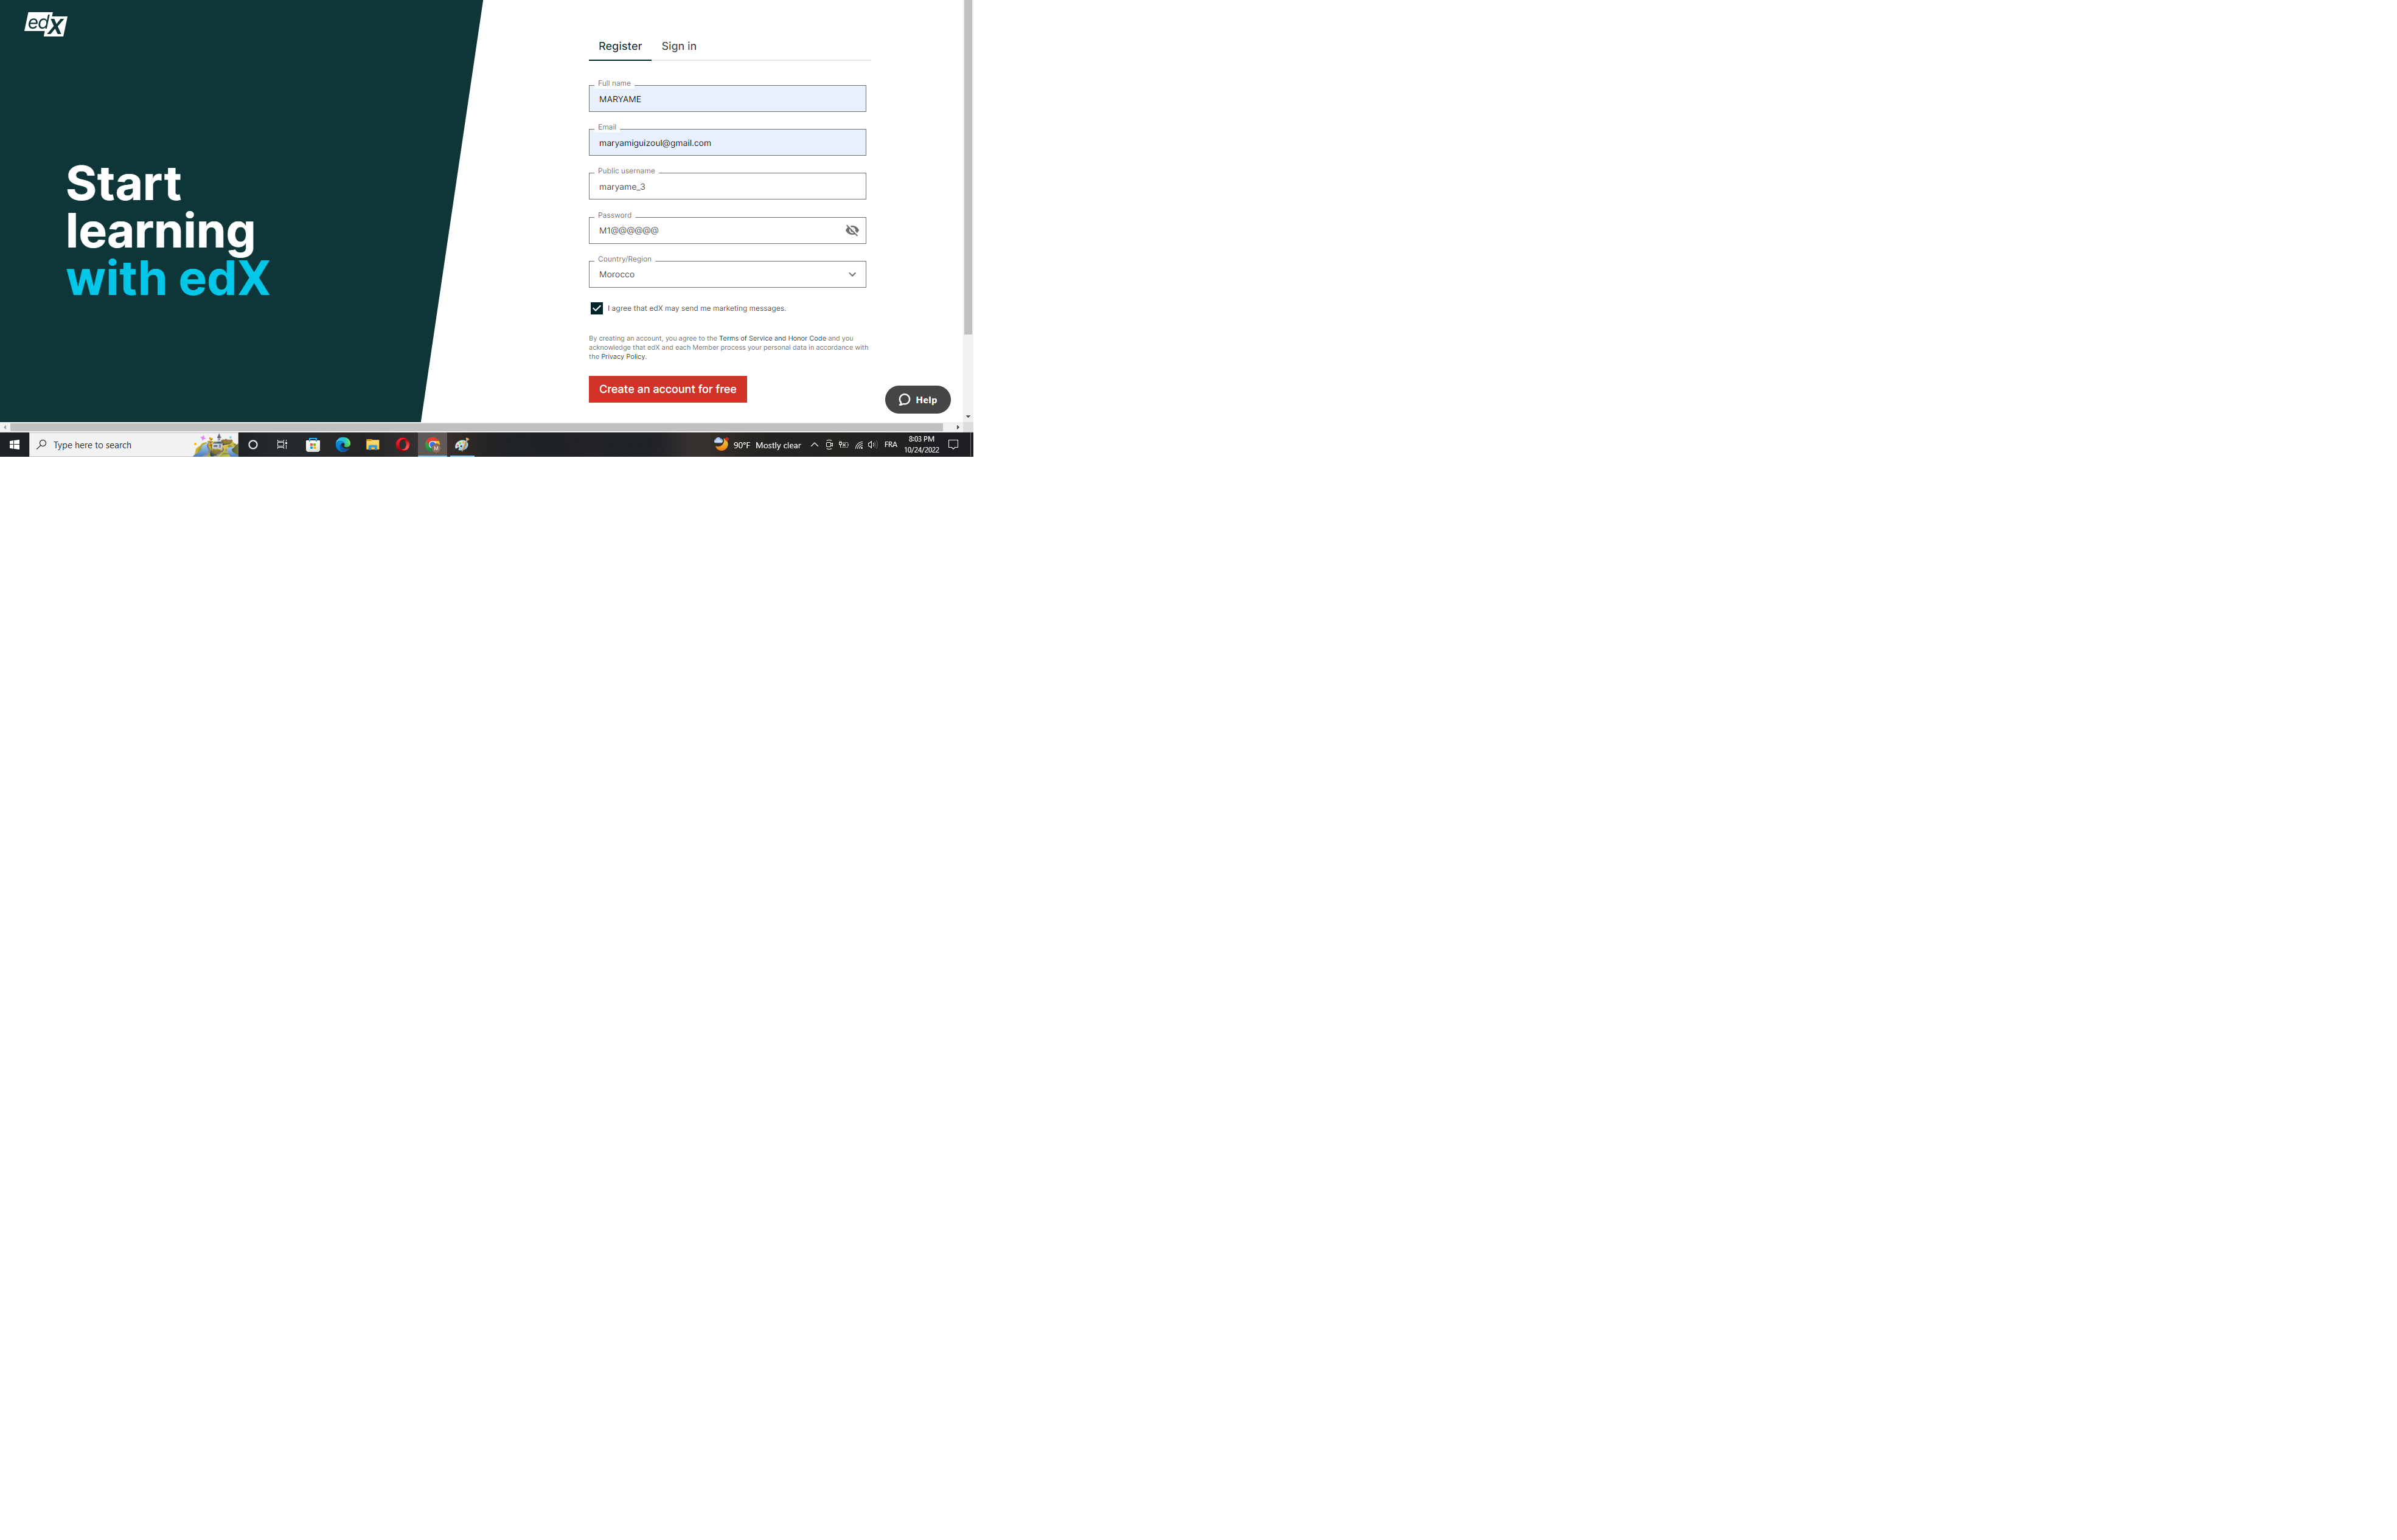 edX
Start
learning
with edX
Register Sign in
Full name
MARYAME
Email
maryamiguizoul@gmail.com
Public username
maryame_3
Password
M1@@@@@@
Country/Region
Morocco
I agree that edX may send me marketing messages.
By creating an account, you agree to the Terms of Service and Honor Code and you
acknowledge that edX and each Member process your personal data in accordance with
the Privacy Policy.
Create an account for free
Help
Type here to search
90°F Mostly clear
FRA
8:03 PM
10/24/2022